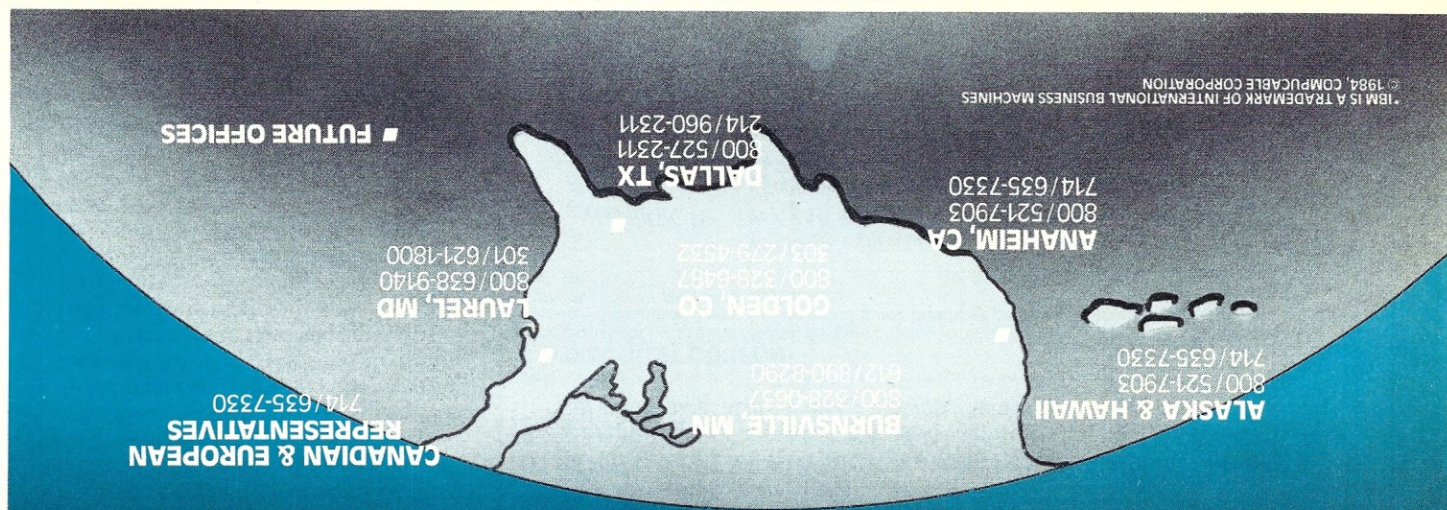 CANADIAN & EUROPEAN
REPRESENTATIVES
714/635-7330
ALASKA & HAWAII
800/521-7903
714/635-7330
BURNSVILLE, MN
800/328-0637
612/890-8290
LAUREL, MD
800/638-9140
301/621-1800
GOLDEN, CO
800/328-6487
303/279-4532
ANAHEIM, CA
800/521-7903
714/635-7330
DALLAS, TX
800/527-2311
214/960-2311
■ FUTURE OFFICES
*IBM IS A TRADEMARK OF INTERNATIONAL BUSINESS MACHINES
© 1984, COMPUCABLE CORPORATION